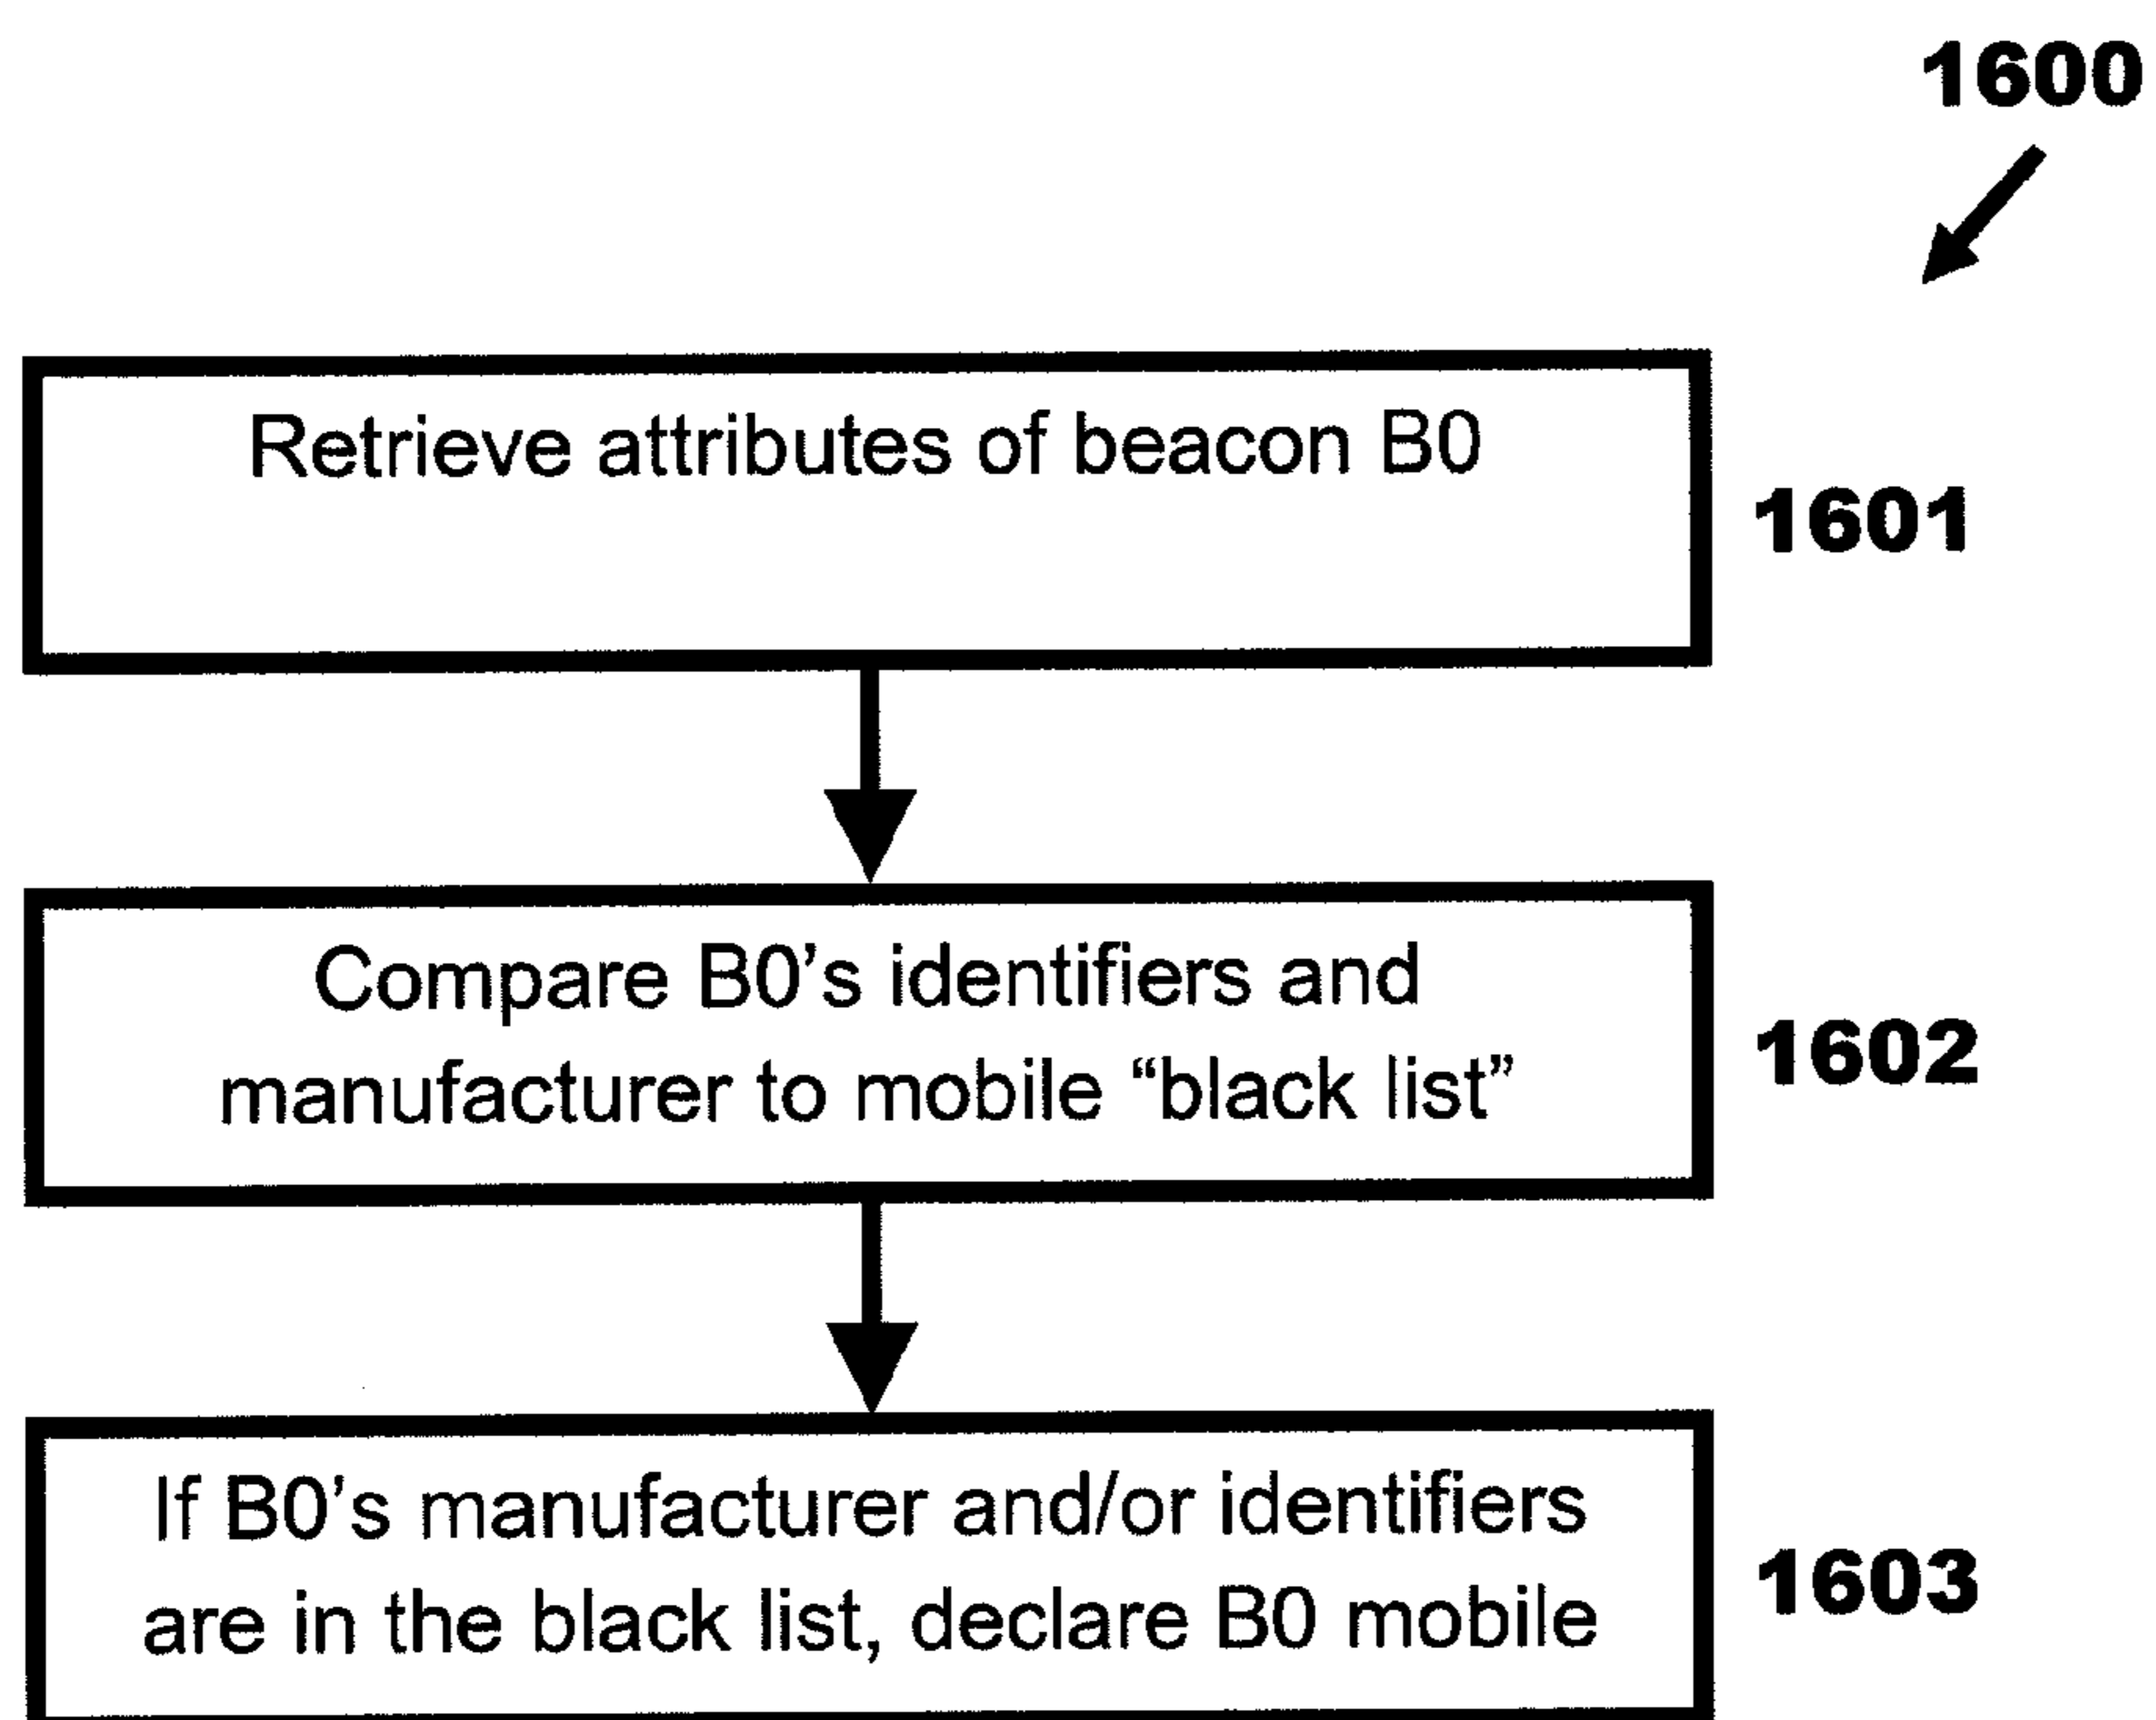 1600
Retrieve attributes of beacon B0
1601
Compare B0’s identifiers and
manufacturer to mobile “black list”
1602
If B0’s manufacturer and/or identifiers
are in the black list, declare B0 mobile
1603